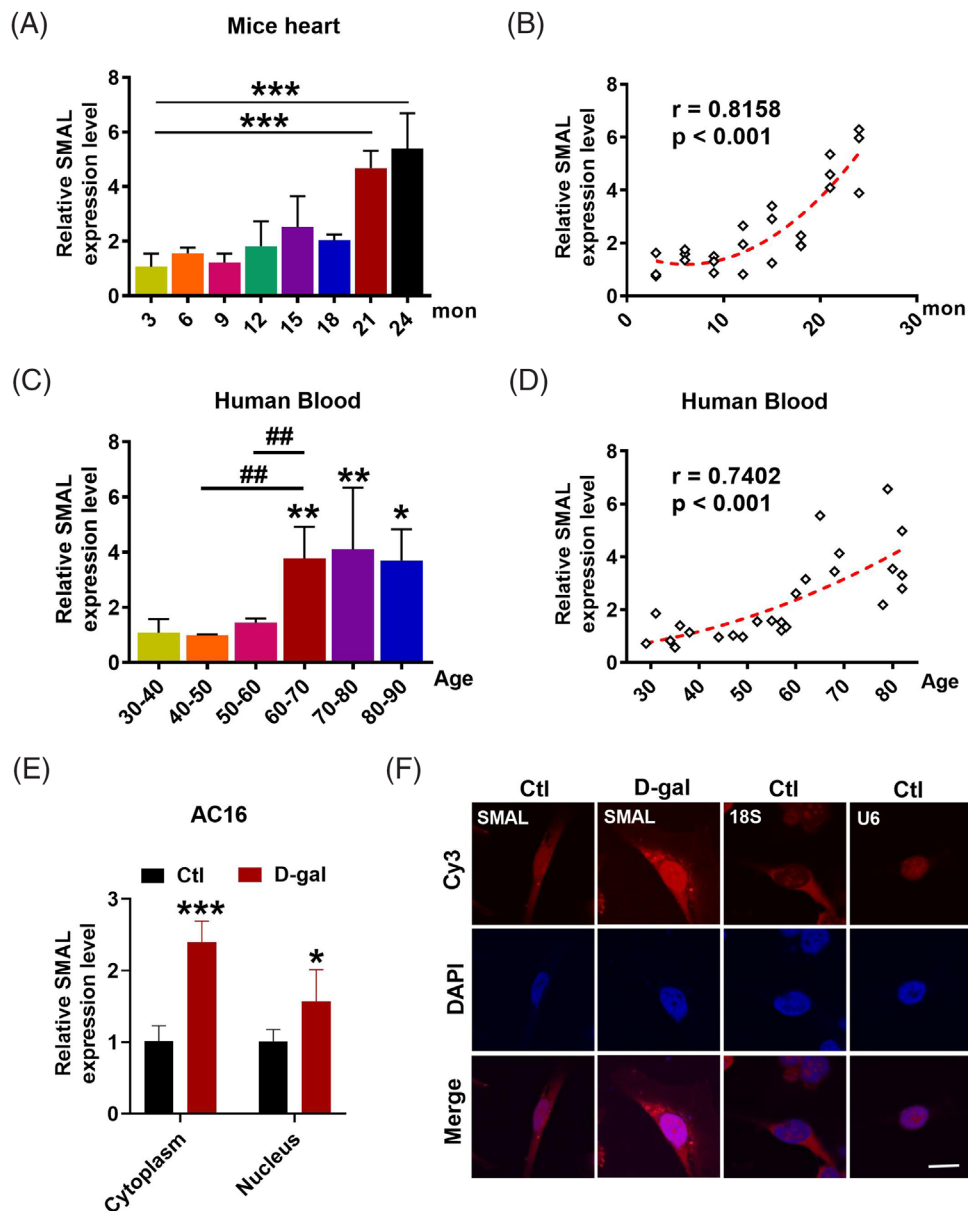 (A)
Mice heart
Relative SMAL
expression level
8
6
4
2
0
***
***
3
6
9
12
15
18
21
24
mon
(B)
Relative SMAL
expression level
8
6
4
2
0
r = 0.8158
p < 0.001
0
10
20
30
mon
(C)
Human Blood
Relative SMAL
expression level
8
6
4
2
0
##
##
**
**
*
30-40
40-50
50-60
60-70
70-80
80-90
Age
(D)
Human Blood
Relative SMAL
expression level
8
6
4
2
0
r = 0.7402
p < 0.001
30
40
50
60
70
80
Age
(E)
AC16
Ctl
D-gal
Relative SMAL
expression level
3
2
1
0
***
*
Cytoplasm
Nucleus
(F)
Ctl
D-gal
Ctl
Ctl
SMAL
SMAL
18S
U6
Cy3
DAPI
Merge